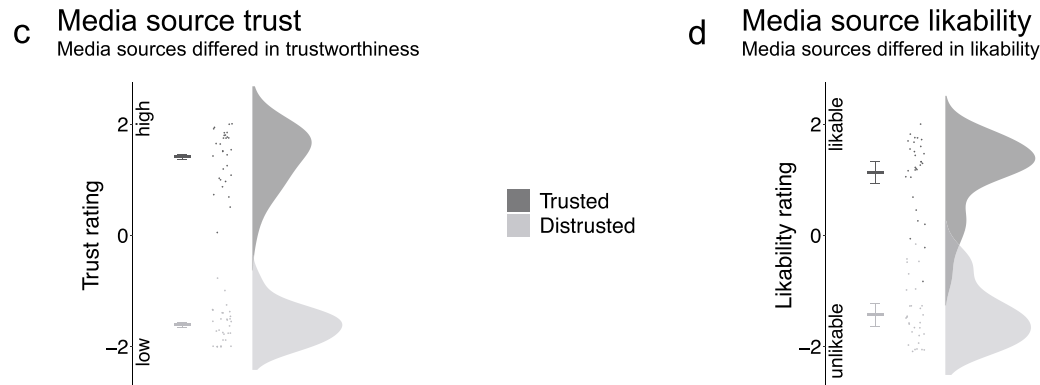 c Media source trust
Media sources differed in trustworthiness
Trust rating
high
2
0
−2
low
Trusted
Distrusted
d Media source likability
Media sources differed in likability
Likability rating
likable
2
0
−2
unlikable